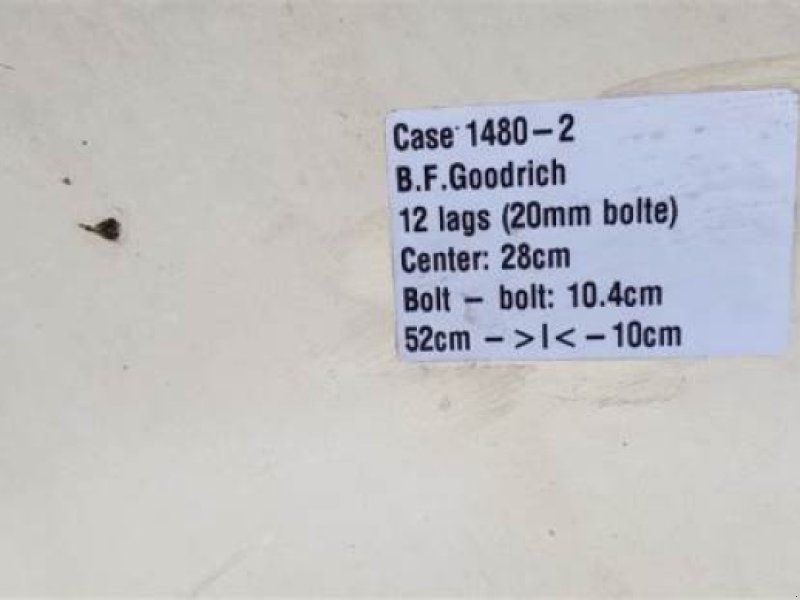 Case 1480-2
B.F.Goodrich
12 lags (20mm bolte)
Center: 28cm
Bolt - bolt: 10.4cm
52cm ->I<-10cm